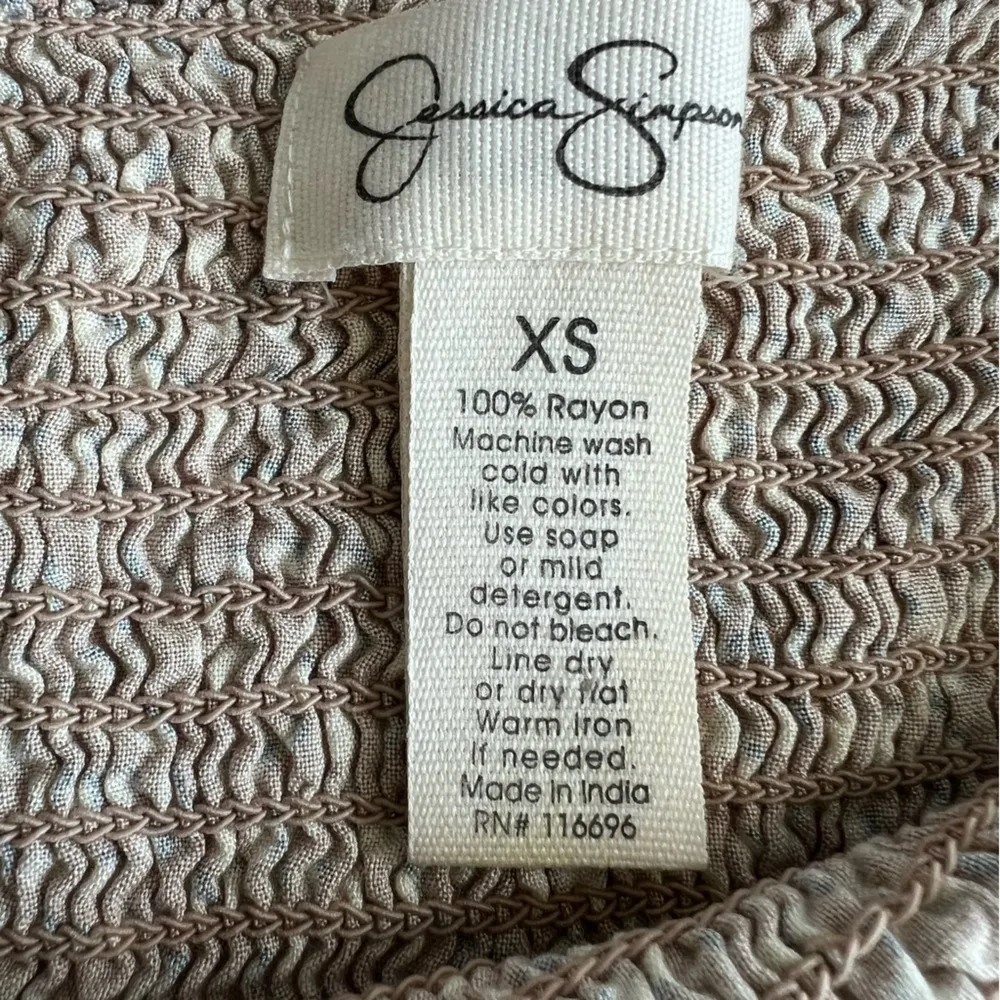 Jessica Simpson
XS
100% Rayon
Machine wash
cold with
like colors.
Use soap
or mild
detergent.
Do not bleach.
Line dry
or dry flat
Warm Iron
If needed.
Made in India
RN# 116696